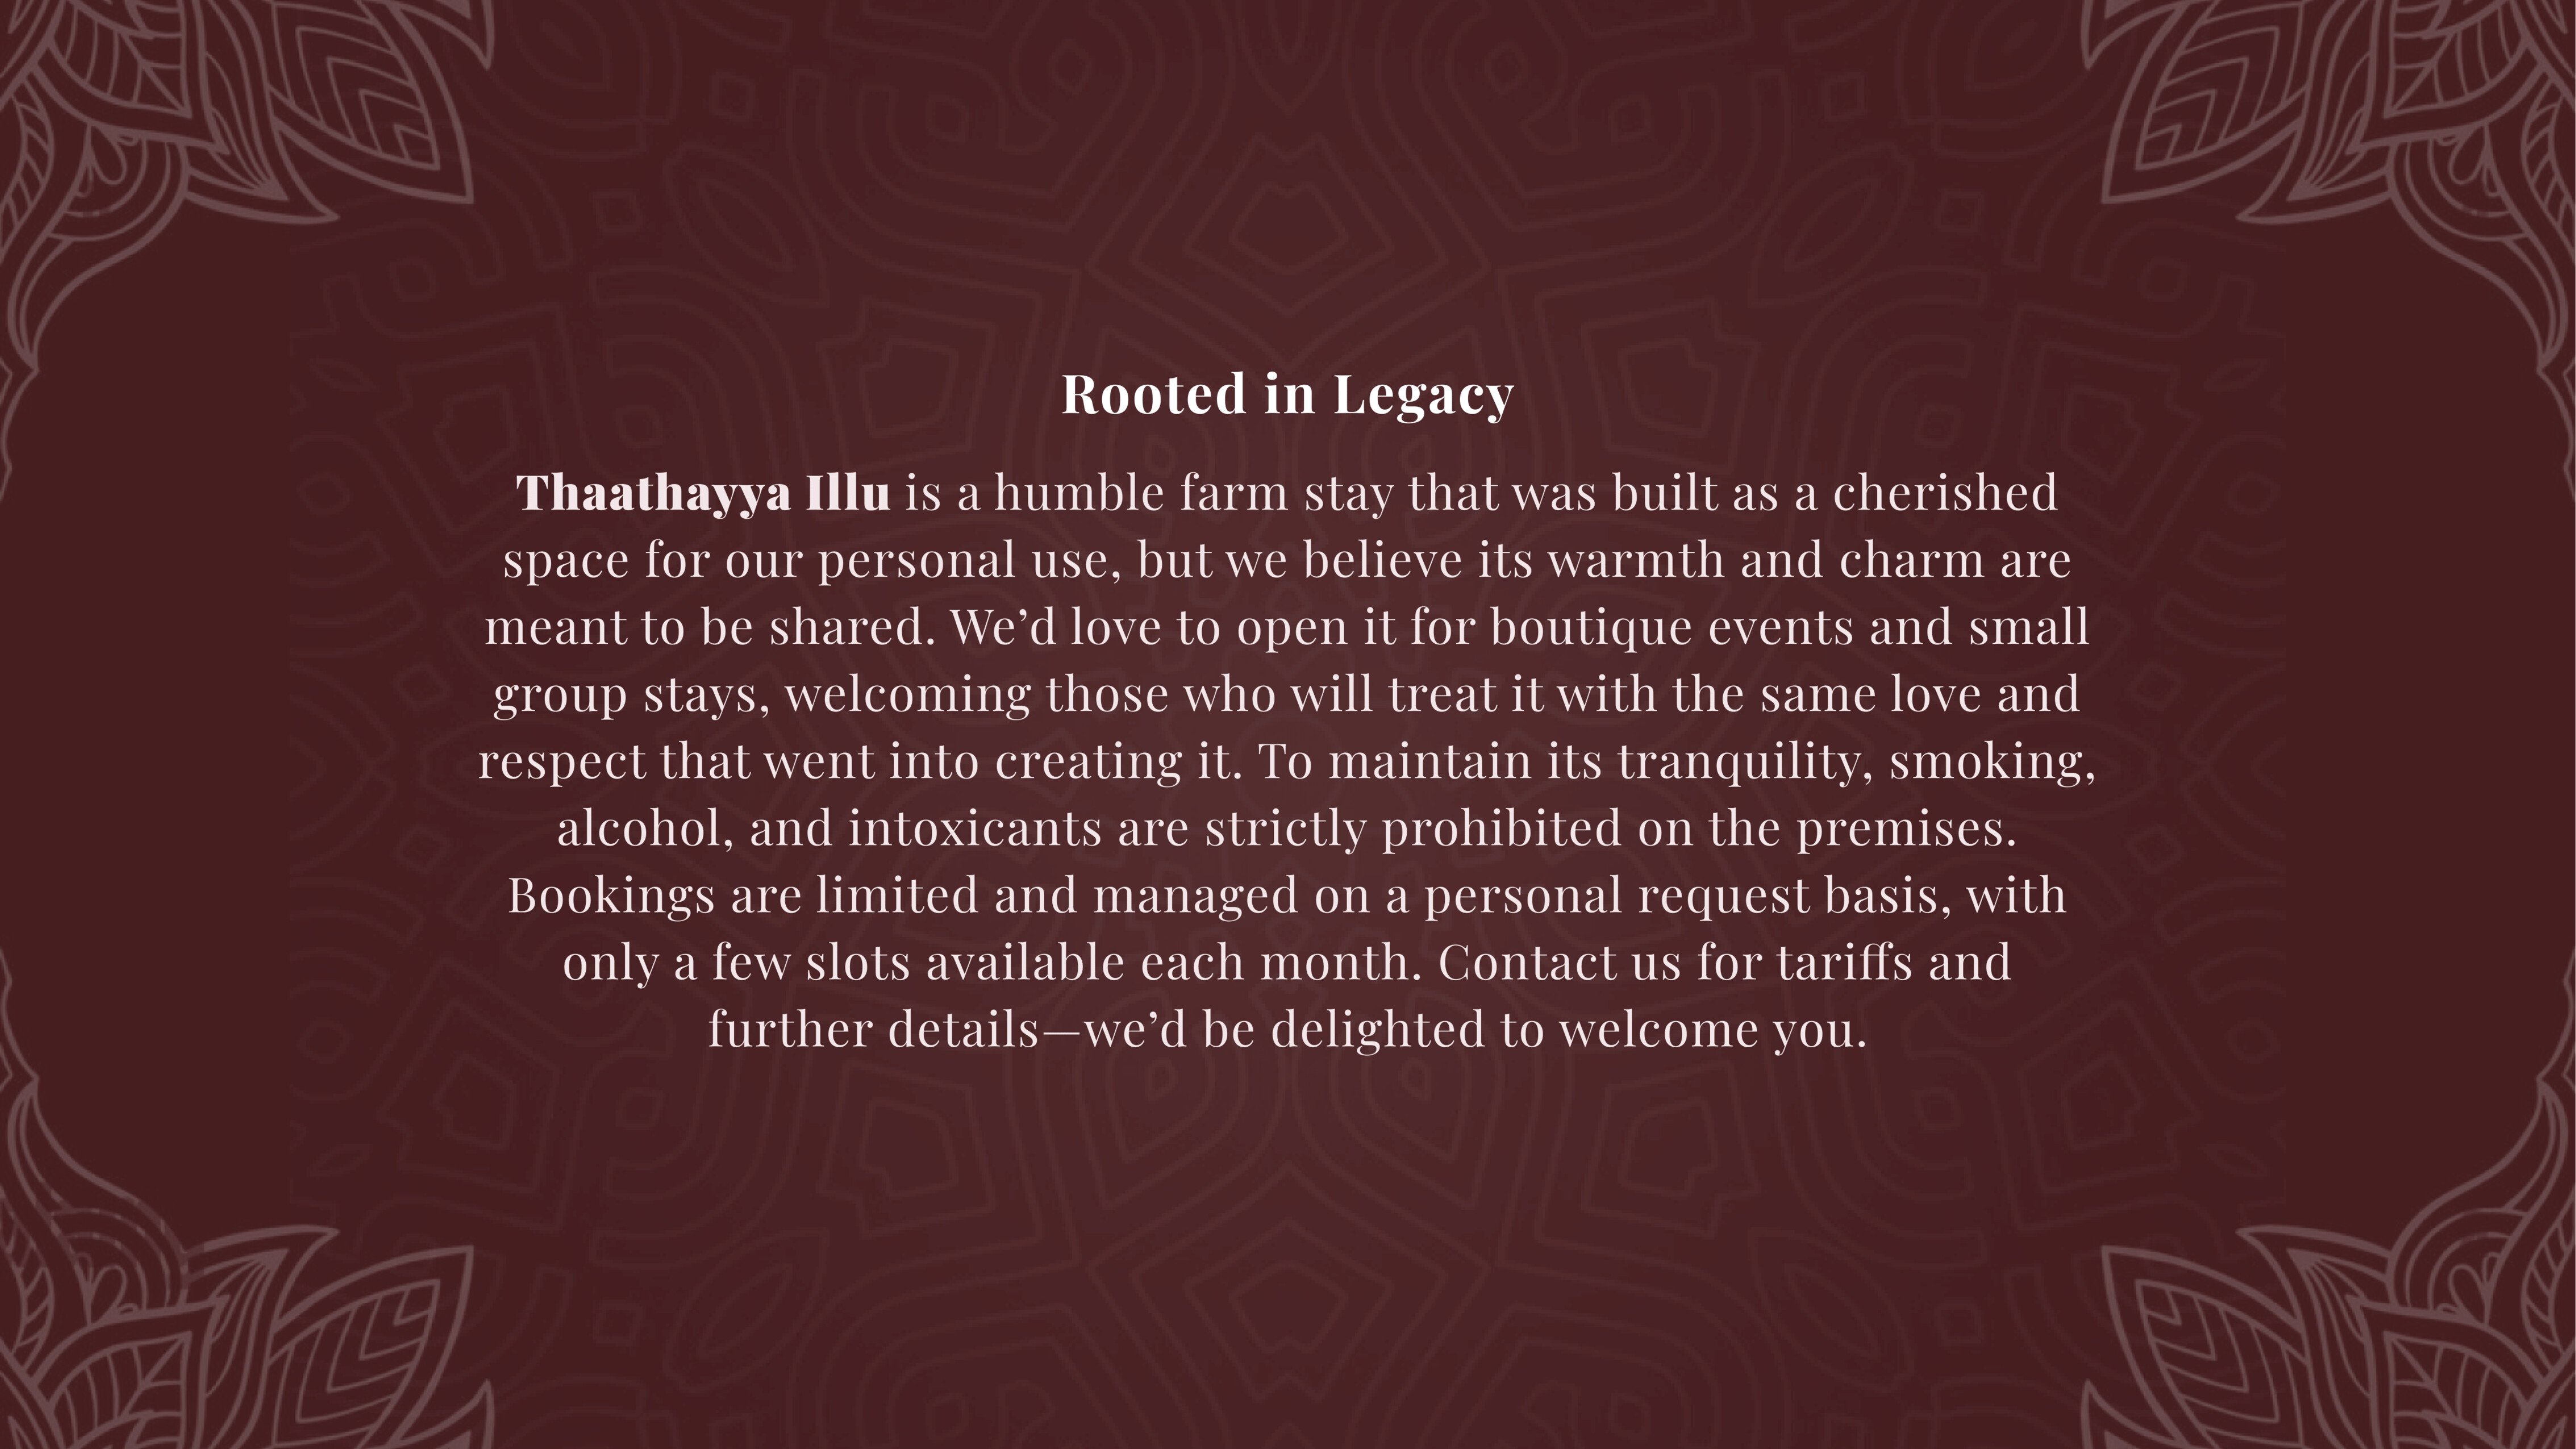 Rooted in Legacy
Thaathayya Illu is a humble farm stay that was built as a cherished
space for our personal use, but we believe its warmth and charm are
meant to be shared. We’d love to open it for boutique events and small
group stays, welcoming those who will treat it with the same love and
respect that went into creating it. To maintain its tranquility, smoking,
alcohol, and intoxicants are strictly prohibited on the premises.
Bookings are limited and managed on a personal request basis, with
only a few slots available each month. Contact us for tariffs and
further details—we’d be delighted to welcome you.